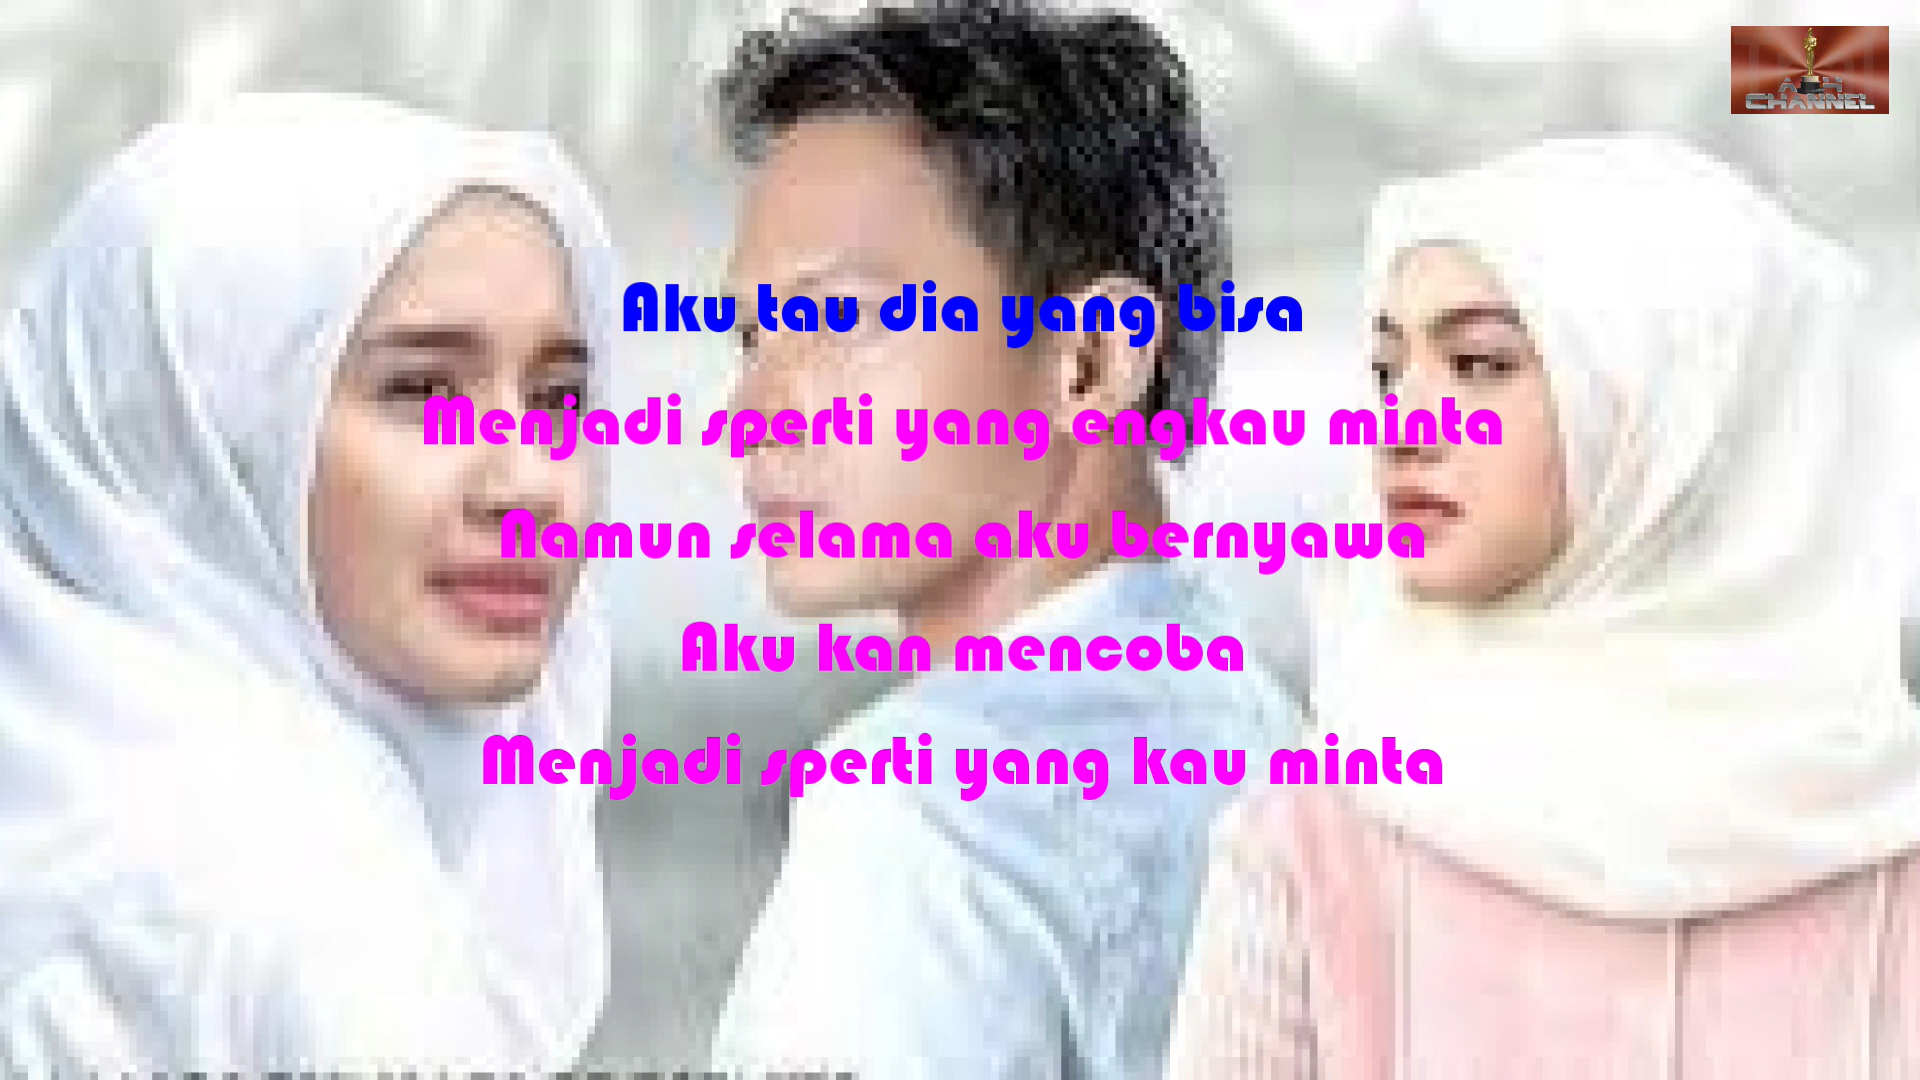 A H
CHANNEL
Aku tau dia yang bisa
Menjadi sperti yang engkau minta
Namun selama aku bernyawa
Aku kan mencoba
Menjadi sperti yang kau minta